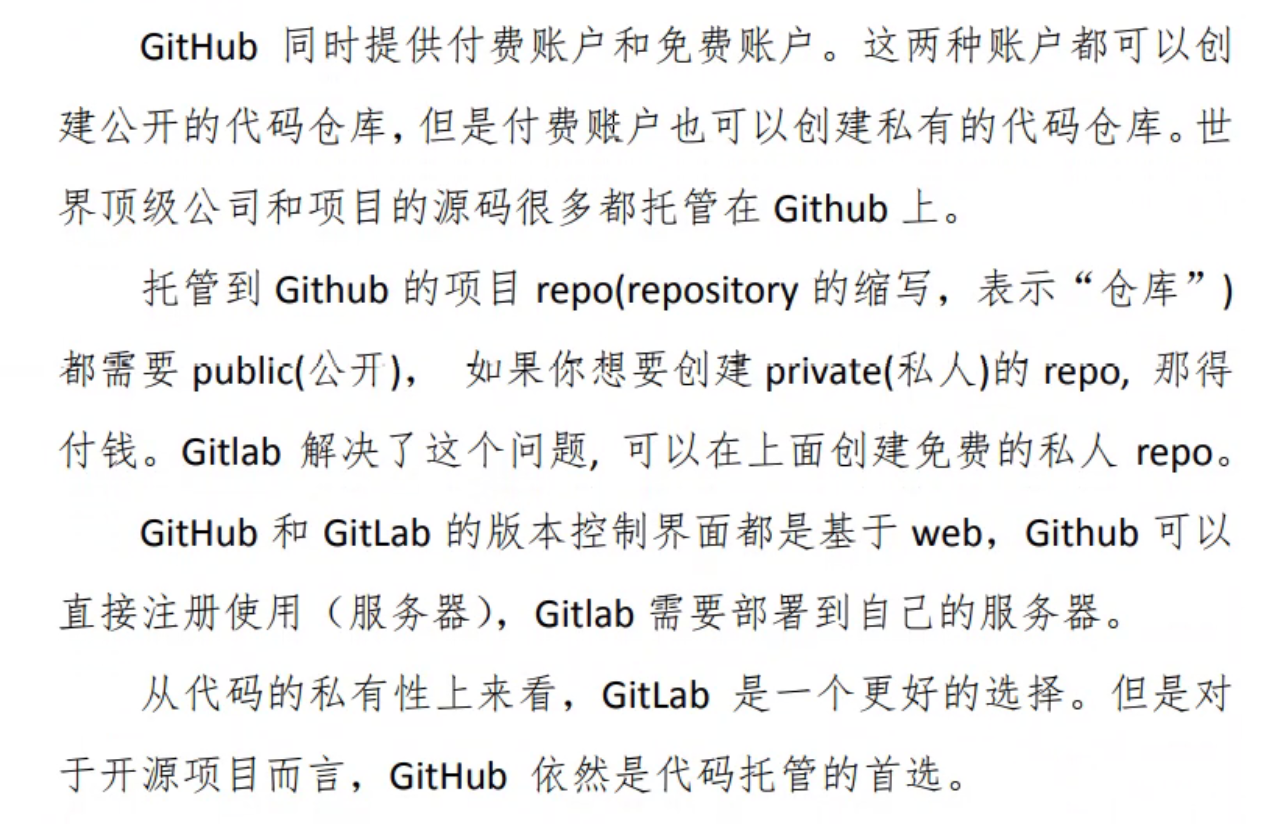 GitHub 同时提供付费账户和免费账户。这两种账户都可以创
建公开的代码仓库，但是付费账户也可以创建私有的代码仓库。世
界顶级公司和项目的源码很多都托管在 Github 上。
托管到 Github 的项目 repo(repository 的缩写，表示“仓库”)
都需要 public(公开)， 如果你想要创建 private(私人)的 repo, 那得
付钱。Gitlab 解决了这个问题, 可以在上面创建免费的私人 repo。
GitHub 和 GitLab 的版本控制界面都是基于 web，Github 可以
直接注册使用（服务器），Gitlab 需要部署到自己的服务器。
从代码的私有性上来看，GitLab 是一个更好的选择。但是对
于开源项目而言，GitHub 依然是代码托管的首选。